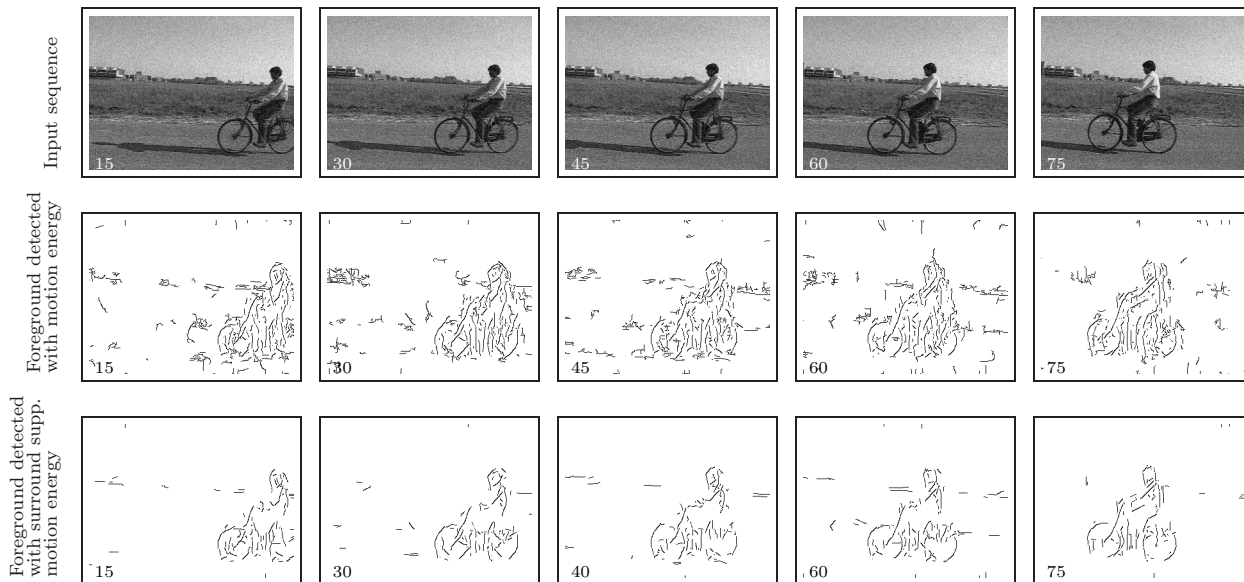 Input sequence
15
30
45
60
75
Foreground detected
with motion energy
15
30
45
60
75
Foreground detected
with surround supp.
motion energy
15
30
40
60
75